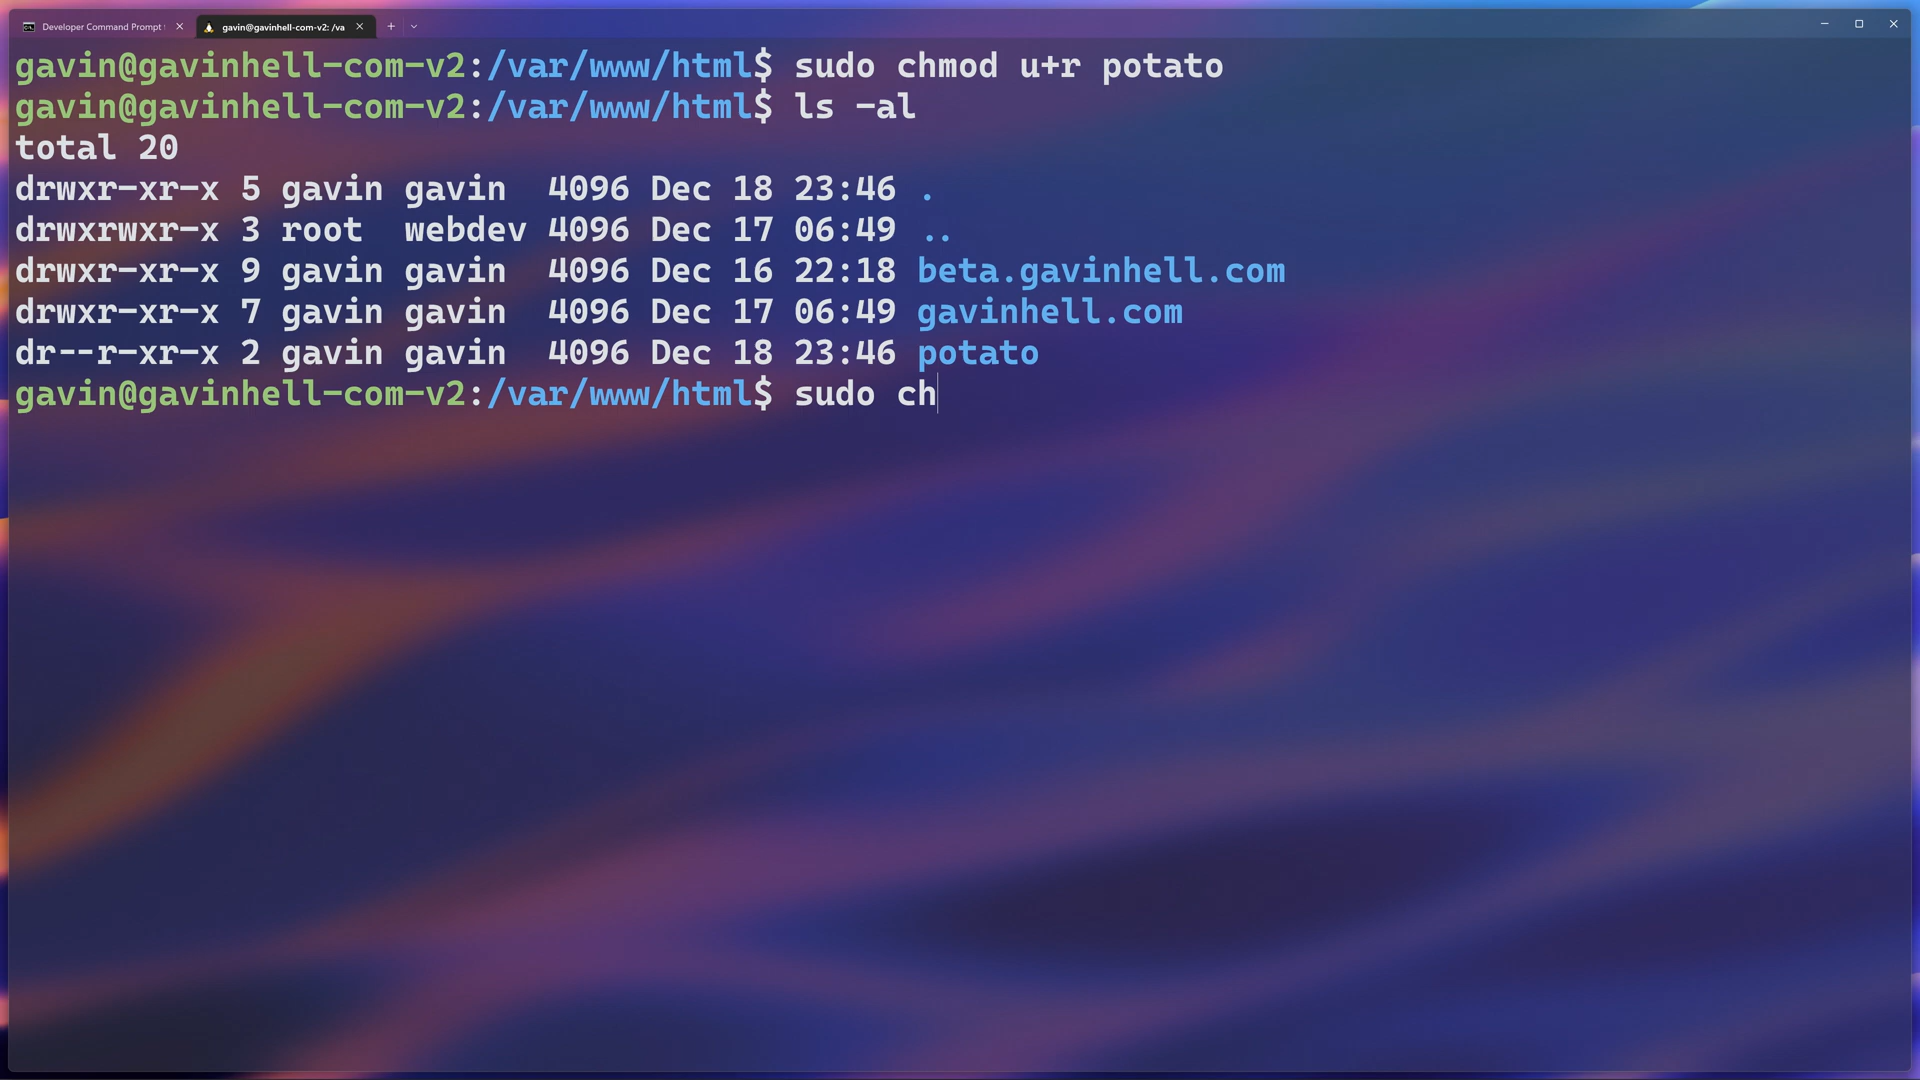 Developer Command Prompt
gavin@gavinhell-com-v2: /va
gavin@gavinhell-com-v2:/var/www/html$ sudo chmod u+r potato
gavin@gavinhell-com-v2:/var/www/html$ ls -al
total 20
drwxr-xr-x 5 gavin gavin  4096 Dec 18 23:46 .
drwxrwxr-x 3 root  webdev 4096 Dec 17 06:49 ..
drwxr-xr-x 9 gavin gavin  4096 Dec 16 22:18 beta.gavinhell.com
drwxr-xr-x 7 gavin gavin  4096 Dec 17 06:49 gavinhell.com
dr--r-xr-x 2 gavin gavin  4096 Dec 18 23:46 potato
gavin@gavinhell-com-v2:/var/www/html$ sudo ch